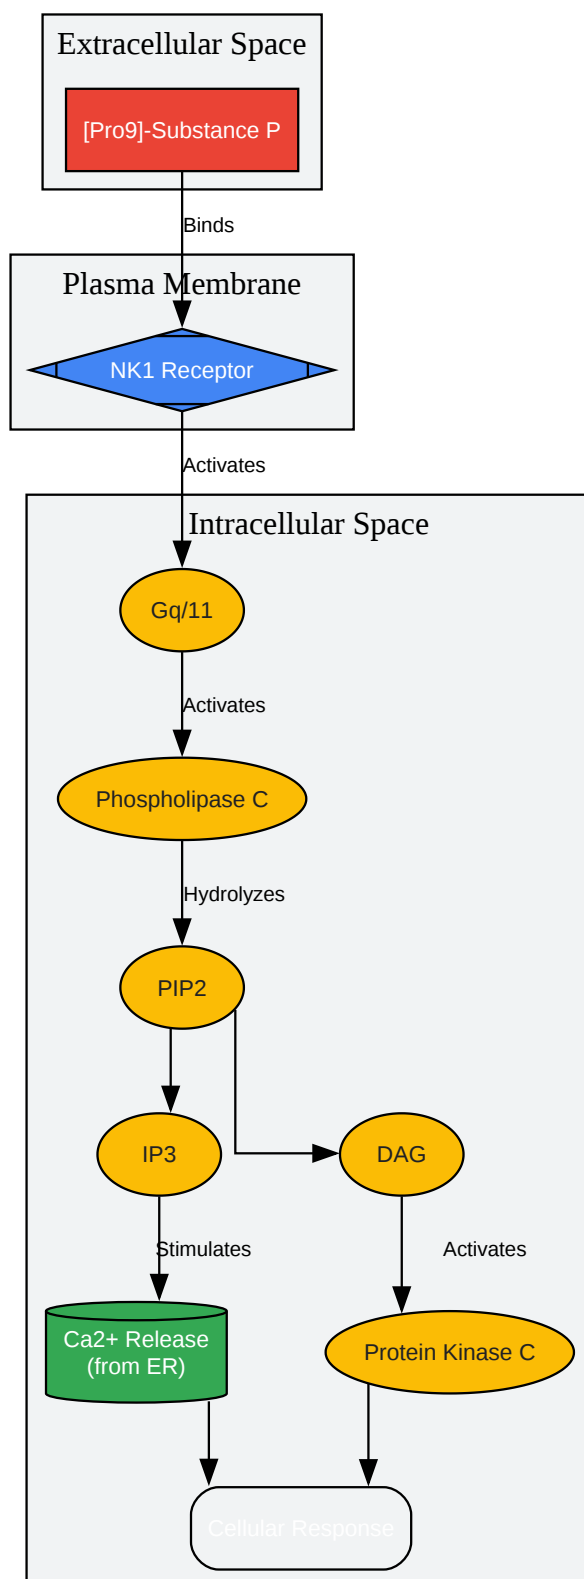 Extracellular Space
[Pro9]-Substance P
Binds
Plasma Membrane
NK1 Receptor
Activates
Intracellular Space
Gq/11
Activates
Phospholipase C
Hydrolyzes
PIP2
IP3
DAG
Stimulates
Activates
Ca2+ Release
(from ER)
Protein Kinase C
Cellular Response